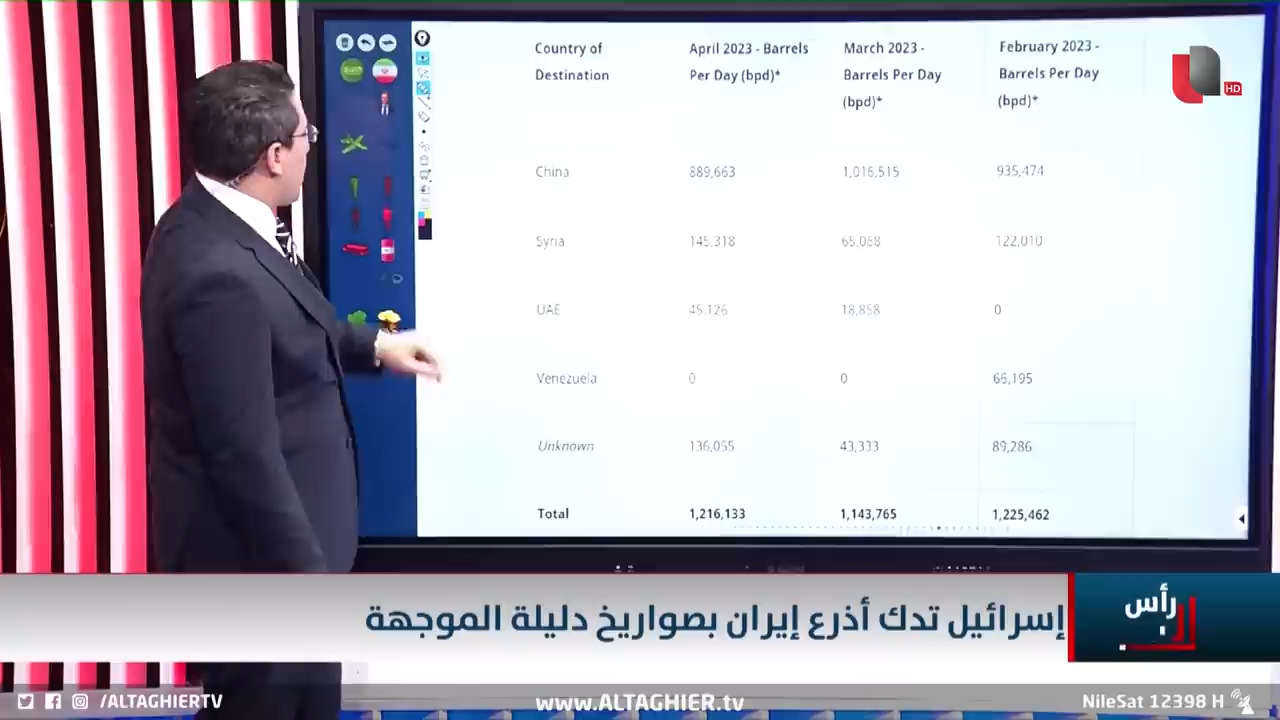 Country of
Destination
April 2023 - Barrels
Per Day (bpd)*
March 2023 -
Barrels Per Day
(bpd)*
February 2023 -
Barrels Per Day
(bpd)*
HD
China 889,663 1,016,515 935,474
Syria 145,318 65,068 122,010
UAE 45,126 18,858 0
Venezuela 0 0 66,195
Unknown 136,055 43,333 89,286
Total 1,216,133 1,143,765 1,225,462
إسرائيل تدك أذرع إيران بصواريخ دليلة الموجهة
رأس
/ALTAGHIERTV
www.ALTAGHIER.tv
NileSat 12398 H